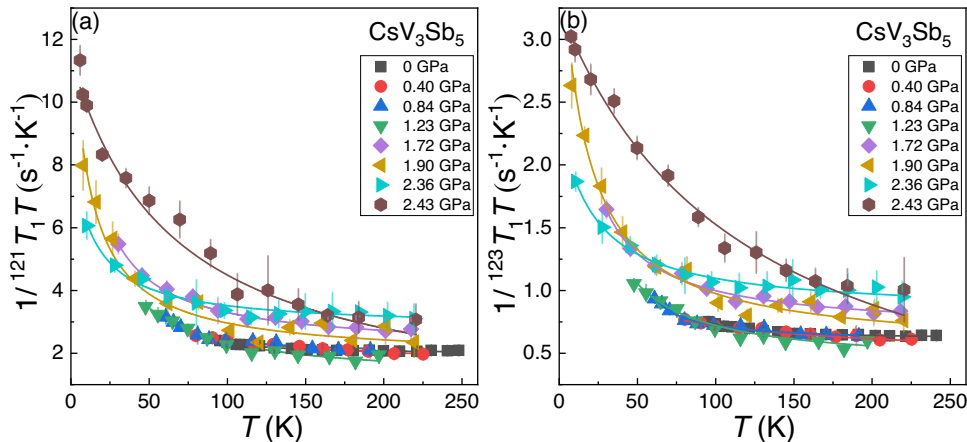 (a)
CsV₃Sb₅
0 GPa
0.40 GPa
0.84 GPa
1.23 GPa
1.72 GPa
1.90 GPa
2.36 GPa
2.43 GPa
1/¹²¹T₁T (s⁻¹·K⁻¹)
12
10
8
6
4
2
0 50 100 150 200 250
T (K)
(b)
CsV₃Sb₅
0 GPa
0.40 GPa
0.84 GPa
1.23 GPa
1.72 GPa
1.90 GPa
2.36 GPa
2.43 GPa
1/¹²³T₁T (s⁻¹·K⁻¹)
3.0
2.5
2.0
1.5
1.0
0.5
0 50 100 150 200 250
T (K)